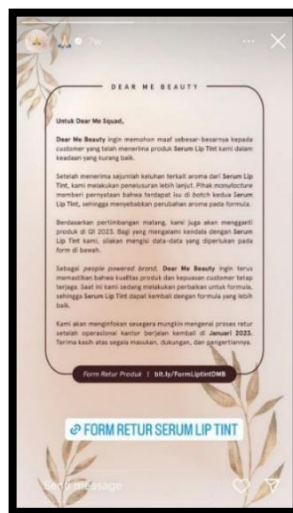 7w
DEAR ME BEAUTY
Untuk Dear Me Squad,
Dear Me Beauty ingin memohon maaf sebesar-besarnya kepada
customer yang telah menerima produk Serum Lip Tint kami dalam
keadaan yang kurang baik.
Setelah menerima sejumlah keluhan terkait aroma dari Serum Lip
Tint, kami melakukan penelusuran lebih lanjut. Pihak manufacture
memberi pernyataan bahwa terdapat isu di batch kedua Serum
Lip Tint, sehingga menyebabkan perubahan aroma pada formula.
Berdasarkan pertimbangan matang, kami juga akan mengganti
produk di Q1 2023. Bagi yang mengalami kendala dengan Serum
Lip Tint kami, silakan mengisi data-data yang diperlukan pada
form di bawah.
Sebagai people powered brand, Dear Me Beauty ingin terus
memastikan bahwa kualitas produk dan kepuasan customer tetap
terjaga. Saat ini kami sedang melakukan perbaikan untuk formula,
sehingga Serum Lip Tint dapat kembali dengan formula yang lebih
baik.
Kami akan menginfokan sesegera mungkin mengenai proses retur
setelah operasional kantor berjalan kembali di Januari 2023.
Terima kasih atas segala masukan, dukungan, dan pengertiannya.
Form Retur Produk | bit.ly/FormLiptintDMB
FORM RETUR SERUM LIP TINT
Send message